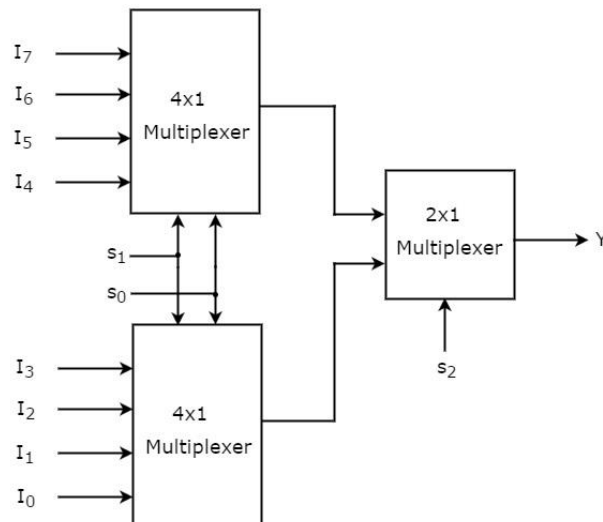 I₇
I₆
I₅
I₄
4x1
Multiplexer
s₁
s₀
I₃
I₂
I₁
I₀
4x1
Multiplexer
2x1
Multiplexer
s₂
Y